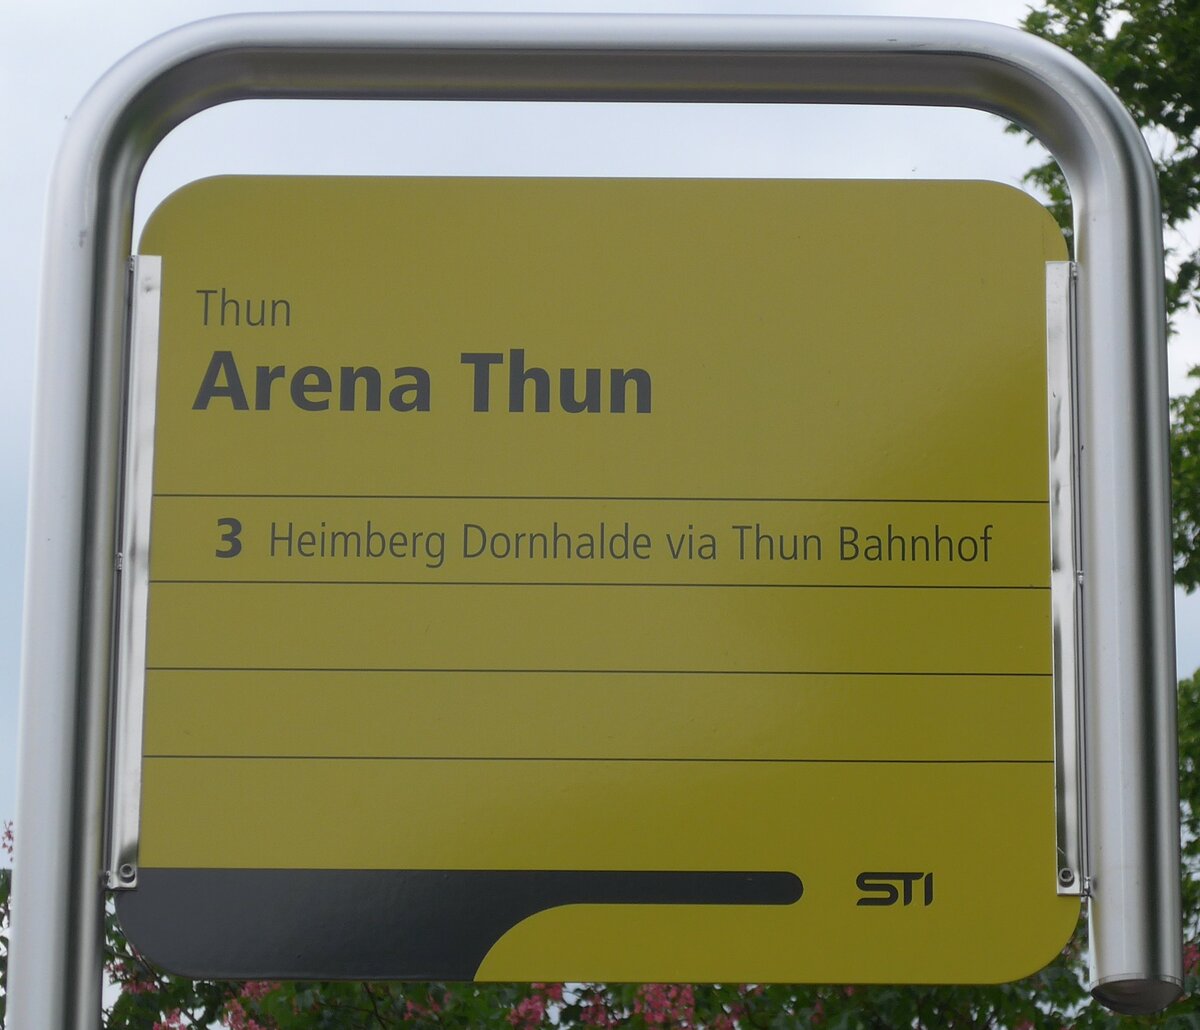 Thun
Arena Thun
3 Heimberg Dornhalde via Thun Bahnhof
STI